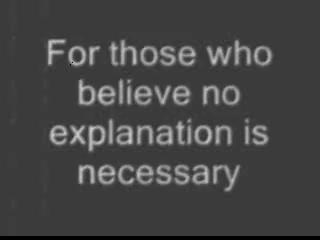 For those who
believe no
explanation is
necessary